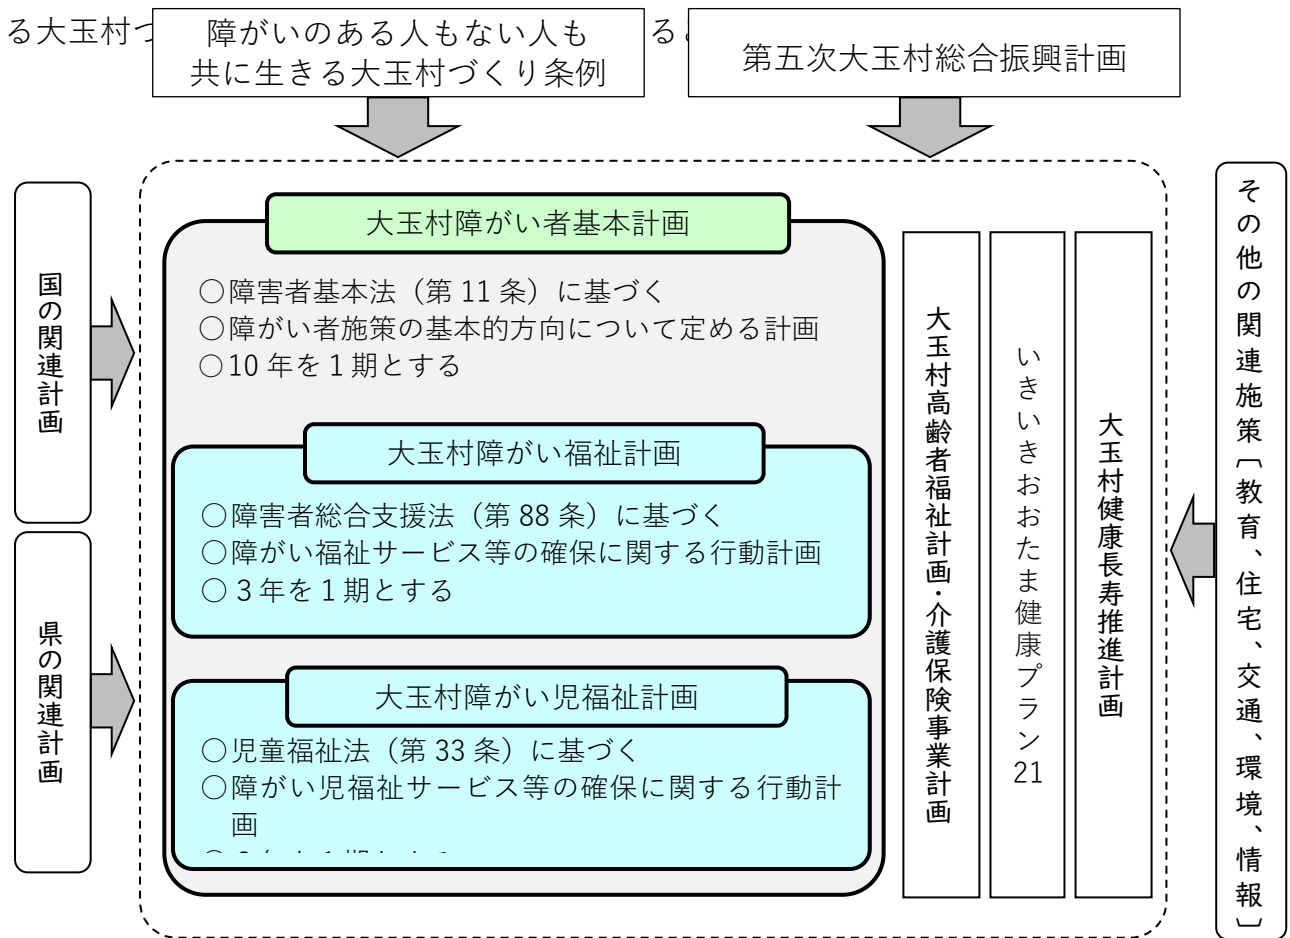 る大玉村づ
る
障がいのある人もない人も
共に生きる大玉村づくり条例
第五次大玉村総合振興計画
国の関連計画
県の関連計画
大玉村障がい者基本計画
○障害者基本法（第 11 条）に基づく
○障がい者施策の基本的方向について定める計画
○10 年を１期とする
大玉村障がい福祉計画
○障害者総合支援法（第 88 条）に基づく
○障がい福祉サービス等の確保に関する行動計画
○３年を１期とする
大玉村障がい児福祉計画
○児童福祉法（第 33 条）に基づく
○障がい児福祉サービス等の確保に関する行動計
画
大玉村高齢者福祉計画・介護保険事業計画
いきいきおおたま健康プラン21
大玉村健康長寿推進計画
その他の関連施策〔教育、住宅、交通、環境、情報〕